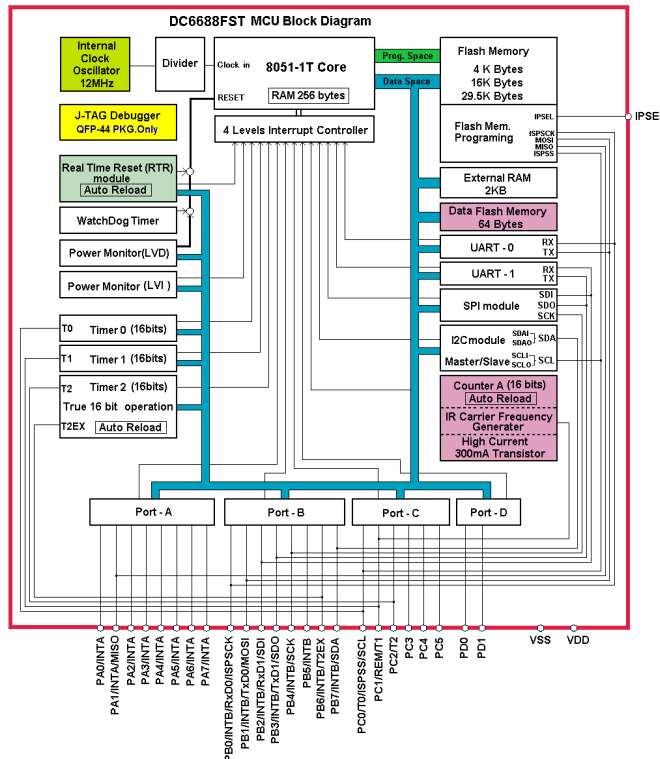 DC6688FST MCU Block Diagram
Internal
Clock
Oscillator
12MHz
Divider
Clock in
8051-1T Core
RESET
RAM 256 bytes
Prog. Space
Data Space
Flash Memory
4 K Bytes
16K Bytes
29.5K Bytes
Flash Mem.
Programing
IPSEL
ISPSCK
MOSI
MISO
ISPSS
IPSE
J-TAG Debugger
QFP-44 PKG.Only
4 Levels Interrupt Controller
Real Time Reset (RTR)
module
Auto Reload
WatchDog Timer
Power Monitor(LVD)
Power Monitor (LVI )
External RAM
2KB
Data Flash Memory
64 Bytes
UART - 0
RX
TX
UART - 1
RX
TX
SPI module
SDI
SDO
SCK
I2C module
Master/Slave
SDAI
SDAO
SDA
SCLI
SCLO
SCL
T0 Timer 0 (16bits)
T1 Timer 1 (16bits)
T2 Timer 2 (16bits)
True 16 bit operation
T2EX Auto Reload
Counter A (16 bits)
Auto Reload
IR Carrier Frequency
Generater
High Current
300mA Transistor
Port - A
Port - B
Port - C
Port - D
PA0/INTA
PA1/INTA/MISO
PA2/INTA
PA3/INTA
PA4/INTA
PA5/INTA
PA6/INTA
PA7/INTA
PB0/INTB/RxD0/ISPSCK
PB1/INTB/TxD0/MOSI
PB2/INTB/RxD1/SDI
PB3/INTB/TxD1/SDO
PB4/INTB/SCK
PB5/INTB
PB6/INTB/T2EX
PB7/INTB/SDA
PC0/T0/ISPSS/SCL
PC1/REM/T1
PC2/T2
PC3
PC4
PC5
PD0
PD1
VSS
VDD